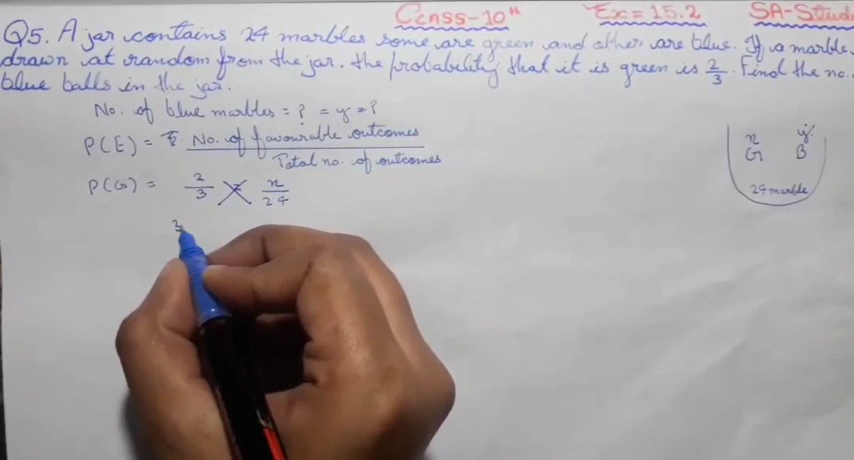 CLASS-10th Ex= 15.2 SA-Stud
Q5. A jar contains 24 marbles some are green and other are blue. If a marble
drawn at random from the jar. the probability that it is green is 2/3. Find the no.
blue balls in the jar.
No. of blue marbles = ? = y = ?
P(E) = No. of favourable outcomes / Total no. of outcomes
P(G) = 2/3 = x/24
x y
G B
24 marble